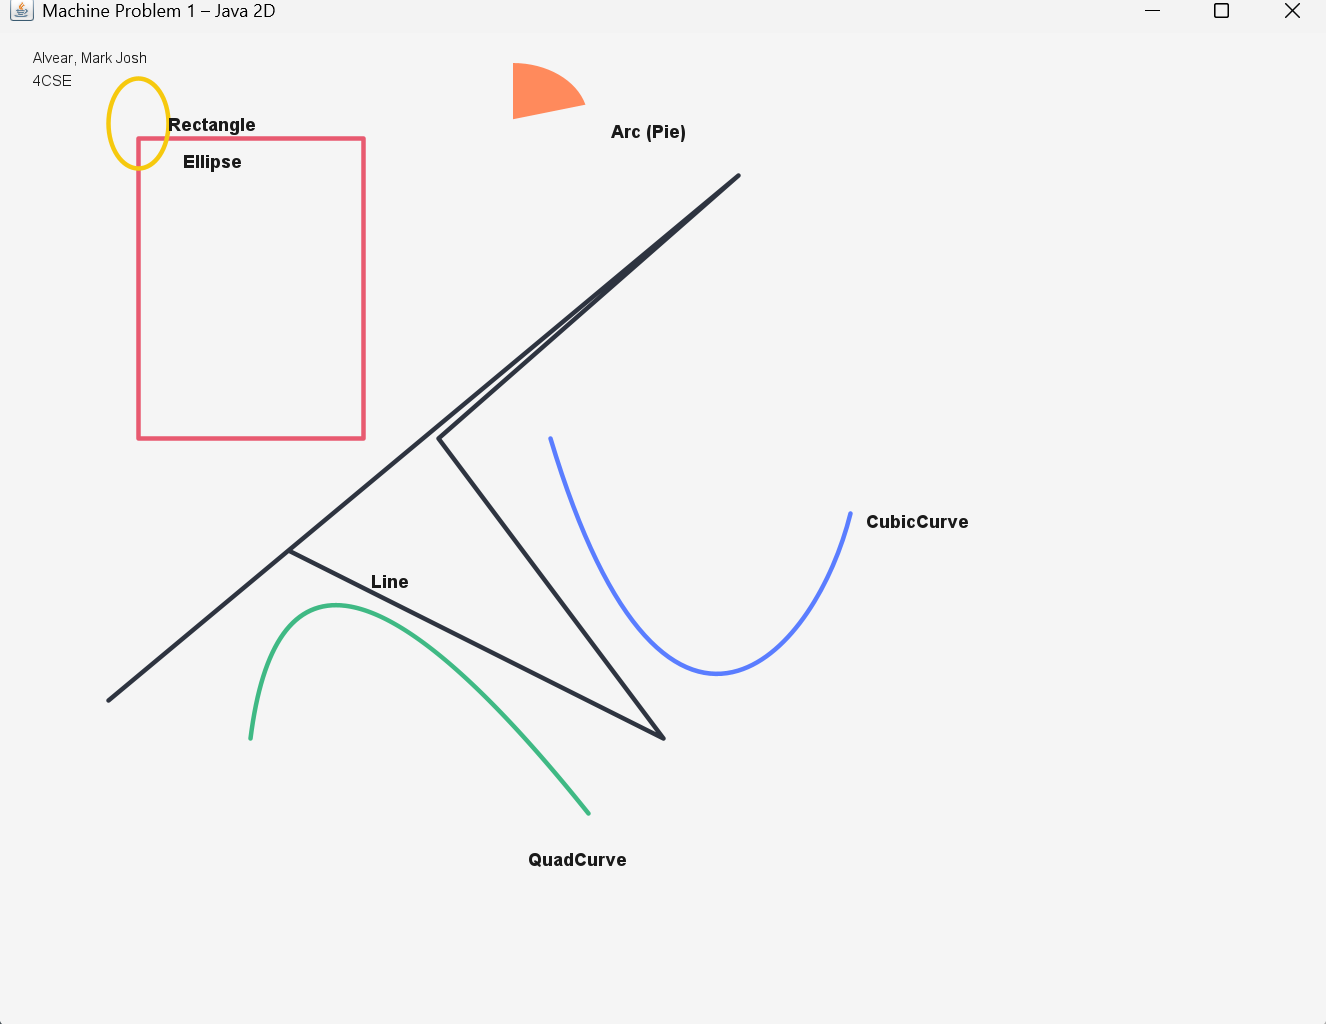 Machine Problem 1 – Java 2D
Alvear, Mark Josh
4CSE
Rectangle
Arc (Pie)
Ellipse
CubicCurve
Line
QuadCurve